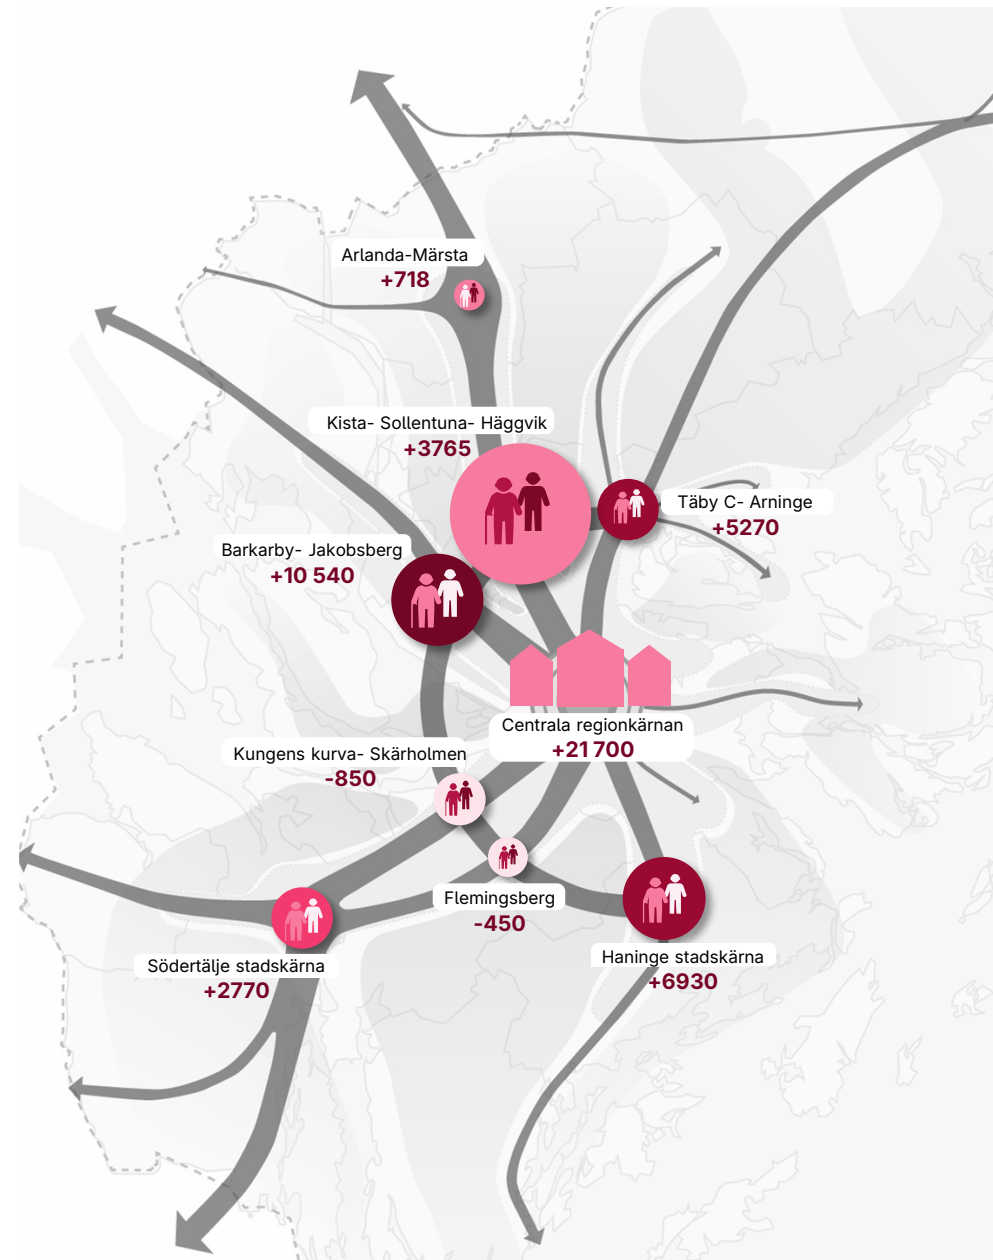 Arlanda-Märsta
+718
Kista- Sollentuna- Häggvik
+3765
Täby C- Arninge
+5270
Barkarby- Jakobsberg
+10 540
Centrala regionkärnan
+21 700
Kungens kurva- Skärholmen
-850
Flemingsberg
-450
Södertälje stadskärna
+2770
Haninge stadskärna
+6930